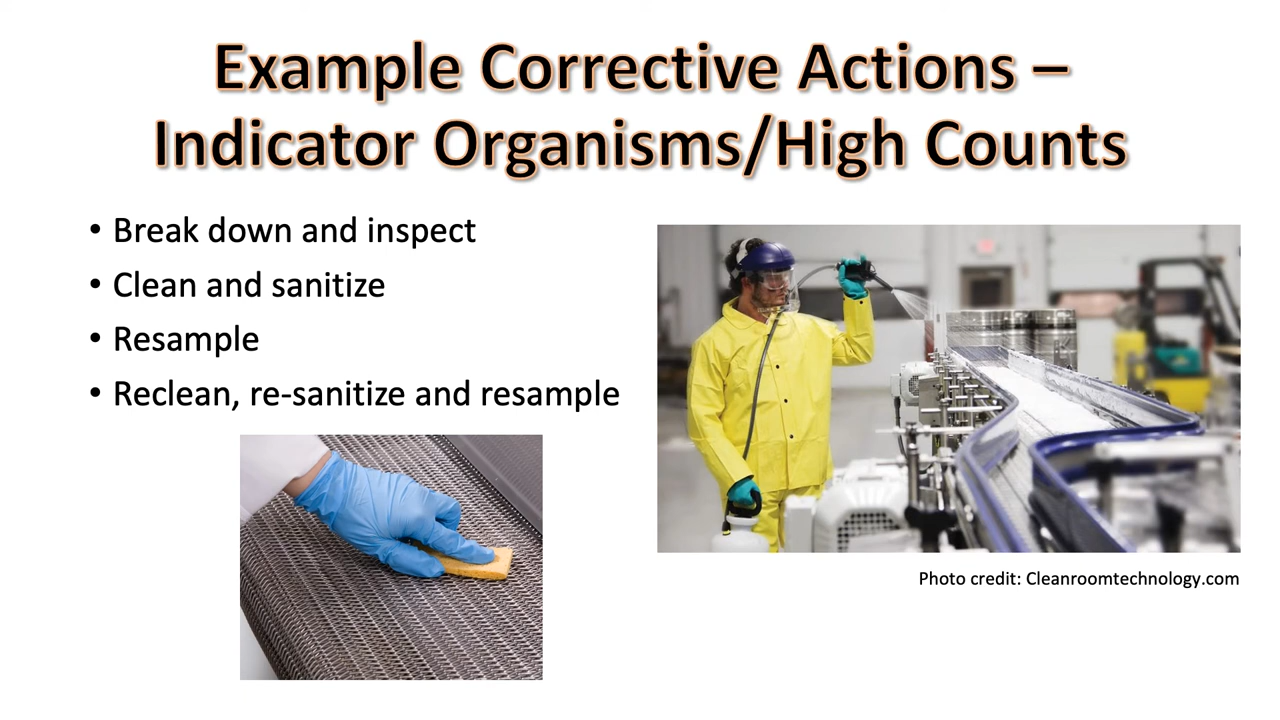 Example Corrective Actions –
Indicator Organisms/High Counts
• Break down and inspect
• Clean and sanitize
• Resample
• Reclean, re-sanitize and resample
Photo credit: Cleanroomtechnology.com